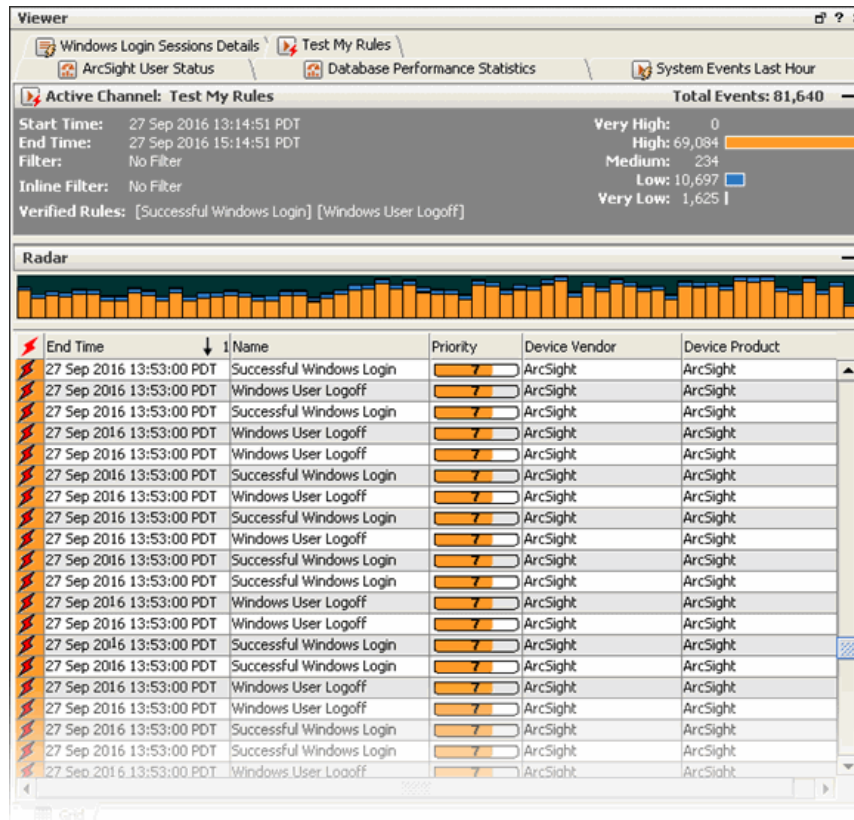 Viewer ?
Windows Login Sessions Details Test My Rules
ArcSight User Status Database Performance Statistics System Events Last Hour
Active Channel: Test My Rules Total Events: 81,640
Start Time: 27 Sep 2016 13:14:51 PDT Very High: 0
End Time: 27 Sep 2016 15:14:51 PDT High: 69,084
Filter: No Filter Medium: 234
Low: 10,697
Inline Filter: No Filter
Very Low: 1,625
Verified Rules: [Successful Windows Login] [Windows User Logoff]
Radar
End Time 1 Name Priority Device Vendor Device Product
27 Sep 2016 13:53:00 PDT Successful Windows Login 7 ArcSight ArcSight
27 Sep 2016 13:53:00 PDT Windows User Logoff 7 ArcSight ArcSight
27 Sep 2016 13:53:00 PDT Successful Windows Login 7 ArcSight ArcSight
27 Sep 2016 13:53:00 PDT Windows User Logoff 7 ArcSight ArcSight
27 Sep 2016 13:53:00 PDT Windows User Logoff 7 ArcSight ArcSight
27 Sep 2016 13:53:00 PDT Successful Windows Login 7 ArcSight ArcSight
27 Sep 2016 13:53:00 PDT Windows User Logoff 7 ArcSight ArcSight
27 Sep 2016 13:53:00 PDT Successful Windows Login 7 ArcSight ArcSight
27 Sep 2016 13:53:00 PDT Windows User Logoff 7 ArcSight ArcSight
27 Sep 2016 13:53:00 PDT Successful Windows Login 7 ArcSight ArcSight
27 Sep 2016 13:53:00 PDT Successful Windows Login 7 ArcSight ArcSight
27 Sep 2016 13:53:00 PDT Windows User Logoff 7 ArcSight ArcSight
27 Sep 2016 13:53:00 PDT Windows User Logoff 7 ArcSight ArcSight
27 Sep 2016 13:53:00 PDT Successful Windows Login 7 ArcSight ArcSight
27 Sep 2016 13:53:00 PDT Successful Windows Login 7 ArcSight ArcSight
27 Sep 2016 13:53:00 PDT Windows User Logoff 7 ArcSight ArcSight
27 Sep 2016 13:53:00 PDT Windows User Logoff 7 ArcSight ArcSight
27 Sep 2016 13:53:00 PDT Successful Windows Login 7 ArcSight ArcSight
27 Sep 2016 13:53:00 PDT Successful Windows Login 7 ArcSight ArcSight
27 Sep 2016 13:53:00 PDT Windows User Logoff 7 ArcSight ArcSight
Grid